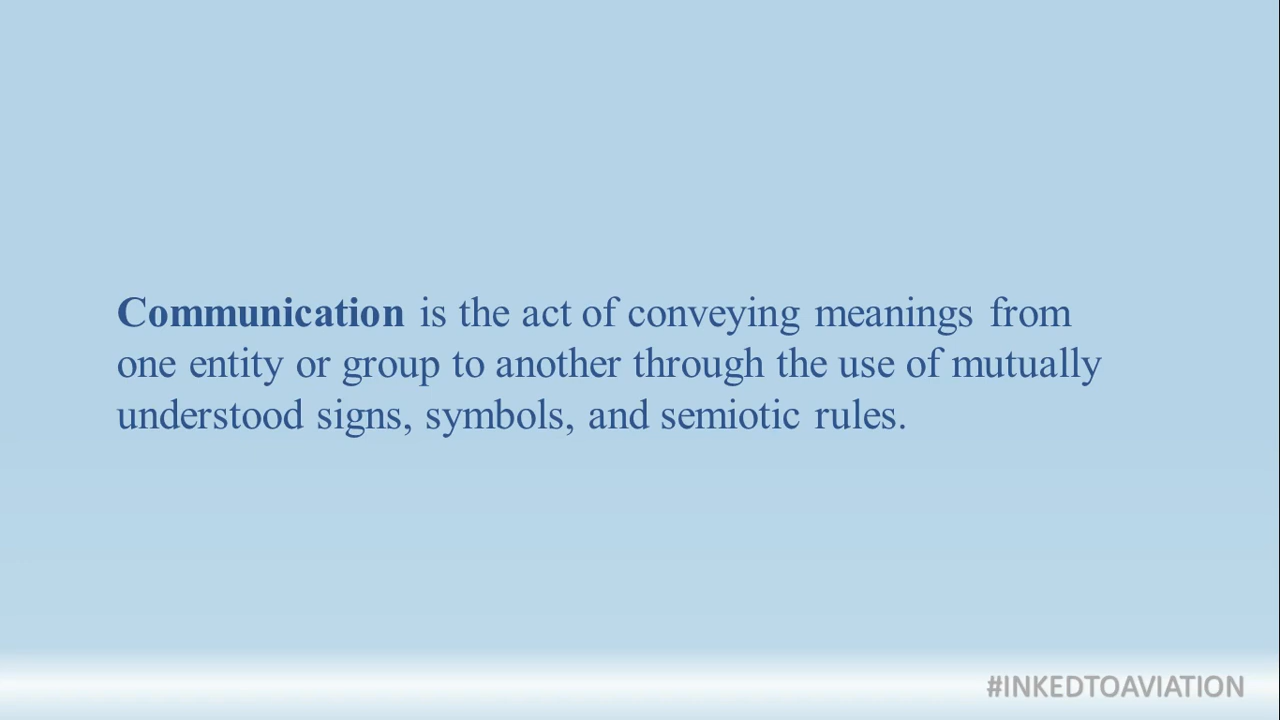 Communication is the act of conveying meanings from
one entity or group to another through the use of mutually
understood signs, symbols, and semiotic rules.
#INKEDTOAVIATION